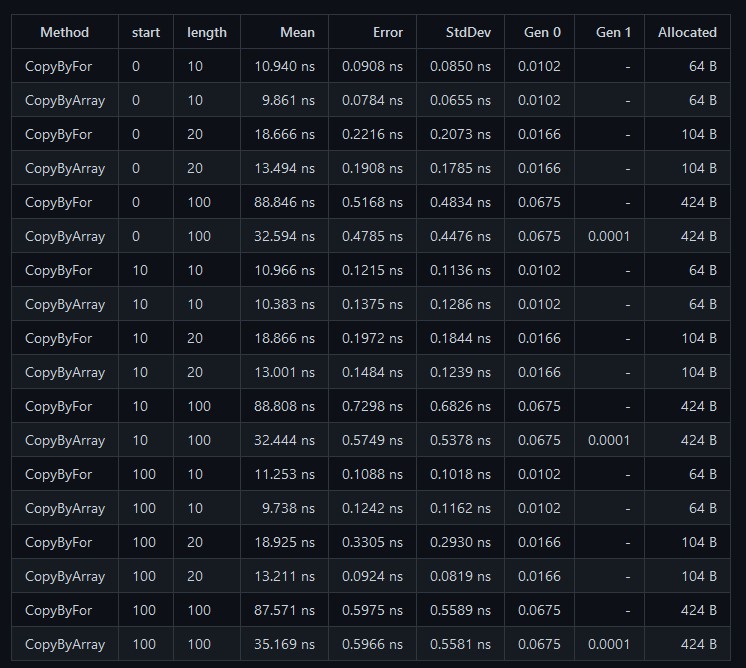 Method start length Mean Error StdDev Gen 0 Gen 1 Allocated
CopyByFor 0 10 10.940 ns 0.0908 ns 0.0850 ns 0.0102 - 64 B
CopyByArray 0 10 9.861 ns 0.0784 ns 0.0655 ns 0.0102 - 64 B
CopyByFor 0 20 18.666 ns 0.2216 ns 0.2073 ns 0.0166 - 104 B
CopyByArray 0 20 13.494 ns 0.1908 ns 0.1785 ns 0.0166 - 104 B
CopyByFor 0 100 88.846 ns 0.5168 ns 0.4834 ns 0.0675 - 424 B
CopyByArray 0 100 32.594 ns 0.4785 ns 0.4476 ns 0.0675 0.0001 424 B
CopyByFor 10 10 10.966 ns 0.1215 ns 0.1136 ns 0.0102 - 64 B
CopyByArray 10 10 10.383 ns 0.1375 ns 0.1286 ns 0.0102 - 64 B
CopyByFor 10 20 18.866 ns 0.1972 ns 0.1844 ns 0.0166 - 104 B
CopyByArray 10 20 13.001 ns 0.1484 ns 0.1239 ns 0.0166 - 104 B
CopyByFor 10 100 88.808 ns 0.7298 ns 0.6826 ns 0.0675 - 424 B
CopyByArray 10 100 32.444 ns 0.5749 ns 0.5378 ns 0.0675 0.0001 424 B
CopyByFor 100 10 11.253 ns 0.1088 ns 0.1018 ns 0.0102 - 64 B
CopyByArray 100 10 9.738 ns 0.1242 ns 0.1162 ns 0.0102 - 64 B
CopyByFor 100 20 18.925 ns 0.3305 ns 0.2930 ns 0.0166 - 104 B
CopyByArray 100 20 13.211 ns 0.0924 ns 0.0819 ns 0.0166 - 104 B
CopyByFor 100 100 87.571 ns 0.5975 ns 0.5589 ns 0.0675 - 424 B
CopyByArray 100 100 35.169 ns 0.5966 ns 0.5581 ns 0.0675 0.0001 424 B